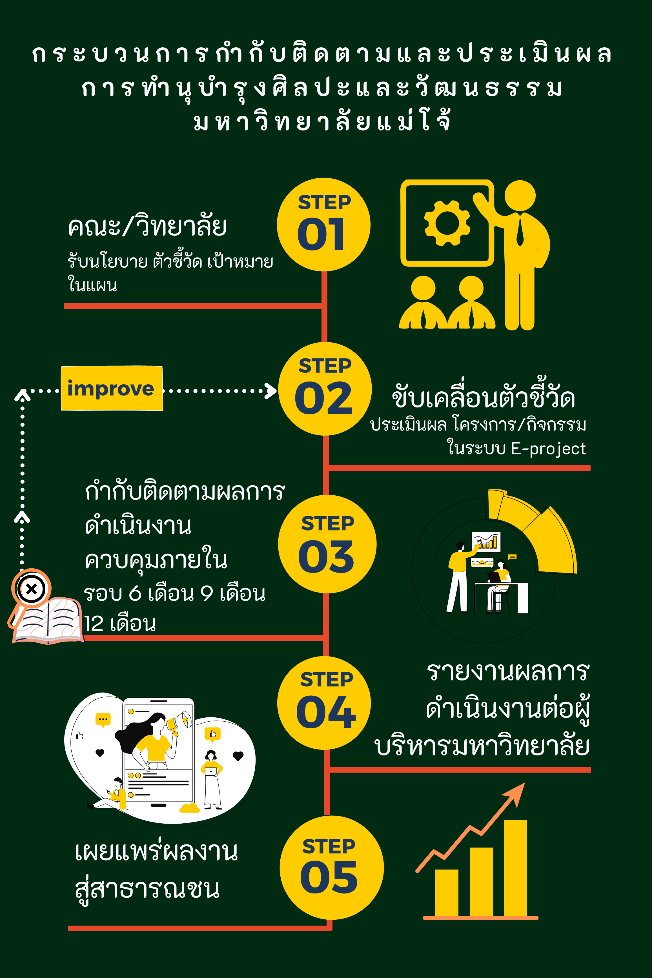 กระบวนการกำกับติดตามและประเมินผล
การทำนุบำรุงศิลปะและวัฒนธรรม
มหาวิทยาลัยแม่โจ้
STEP
01
คณะ/วิทยาลัย
รับนโยบาย ตัวชี้วัด เป้าหมาย
ในแผน
improve
STEP
02
ขับเคลื่อนตัวชี้วัด
ประเมินผล โครงการ/กิจกรรม
ในระบบ E-project
STEP
03
กำกับติดตามผลการ
ดำเนินงาน
ควบคุมภายใน
รอบ 6 เดือน 9 เดือน
12 เดือน
STEP
04
รายงานผลการ
ดำเนินงานต่อผู้
บริหารมหาวิทยาลัย
STEP
05
เผยแพร่ผลงาน
สู่สาธารณชน